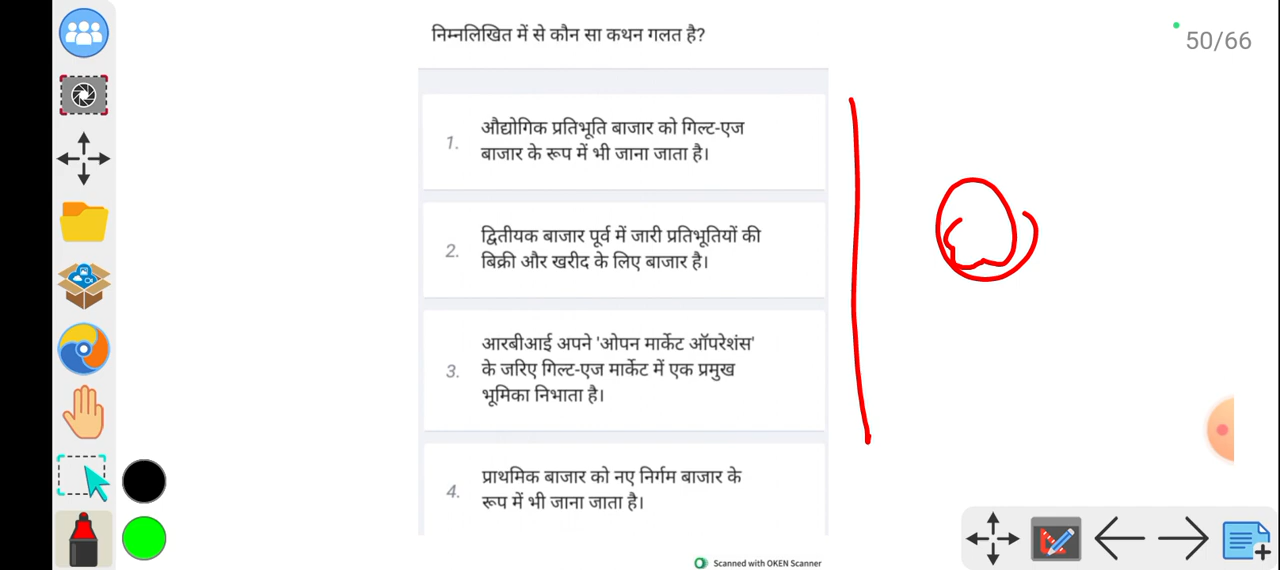 निम्नलिखित में से कौन सा कथन गलत है?
50/66
1. औद्योगिक प्रतिभूति बाजार को गिल्ट-एज
बाजार के रूप में भी जाना जाता है।
2. द्वितीयक बाजार पूर्व में जारी प्रतिभूतियों की
बिक्री और खरीद के लिए बाजार है।
3. आरबीआई अपने 'ओपन मार्केट ऑपरेशंस'
के जरिए गिल्ट-एज मार्केट में एक प्रमुख
भूमिका निभाता है।
4. प्राथमिक बाजार को नए निर्गम बाजार के
रूप में भी जाना जाता है।
Scanned with OKEN Scanner